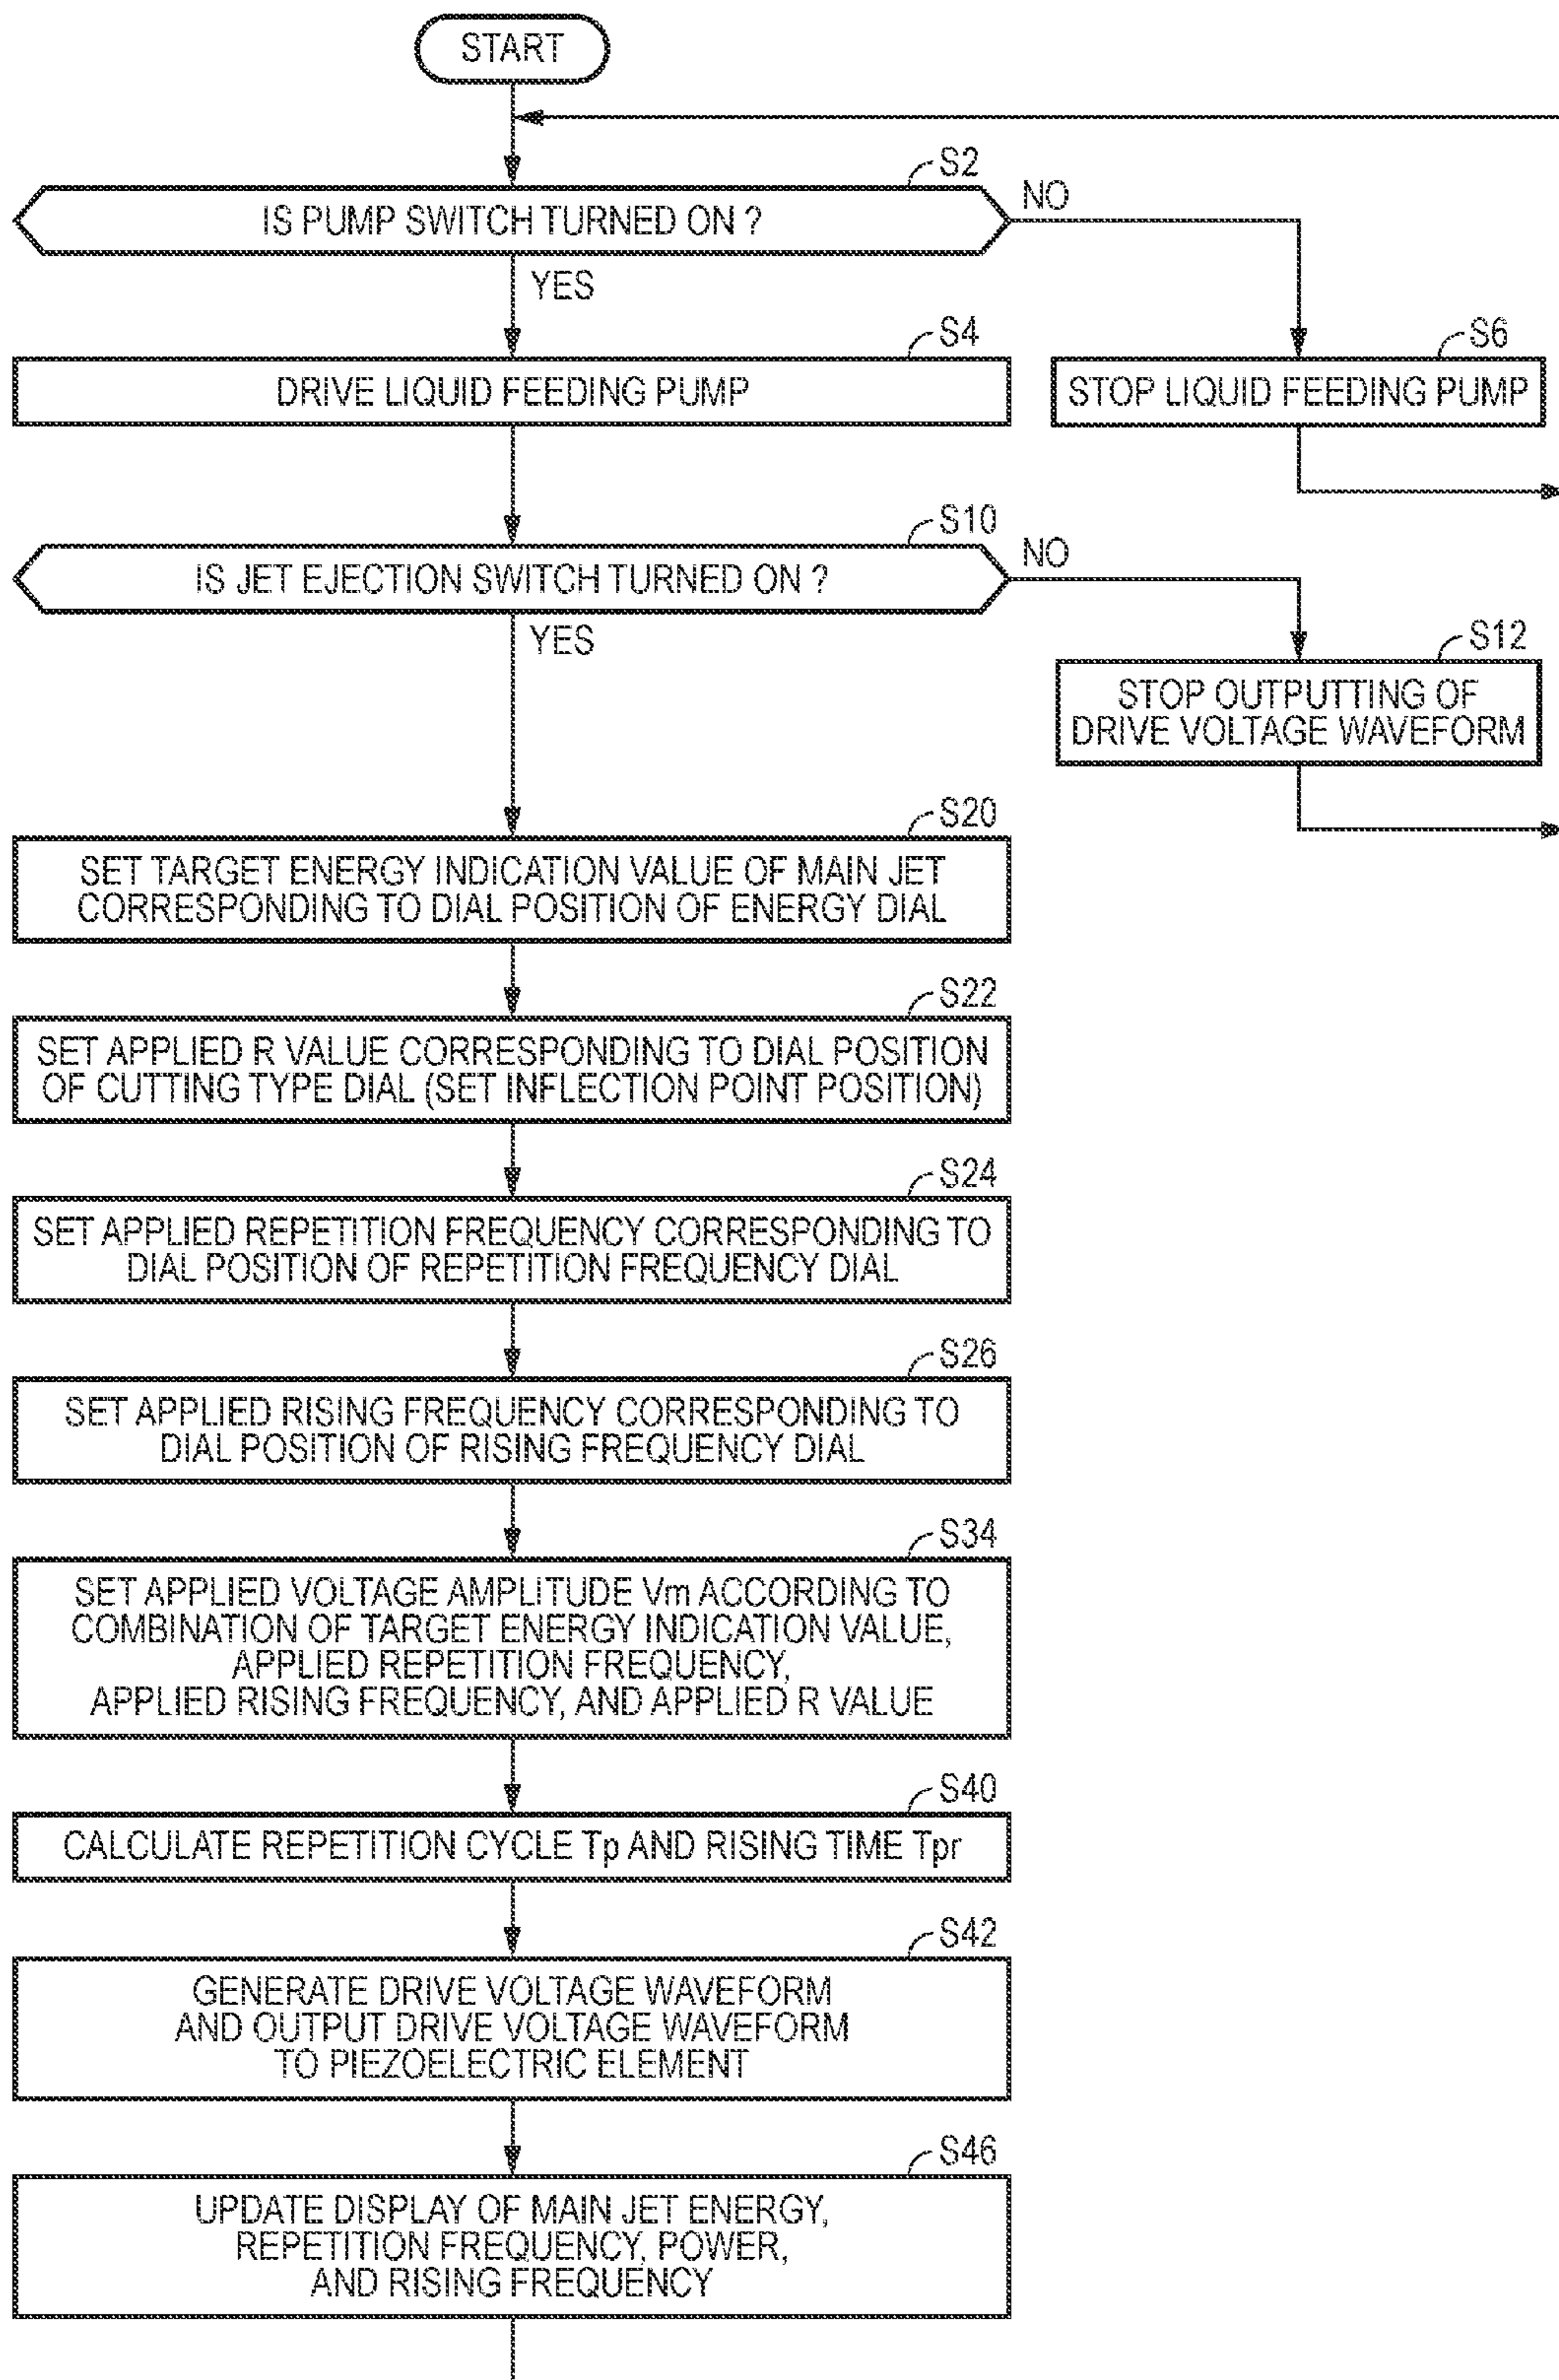 START
S2
IS PUMP SWITCH TURNED ON ?
NO
YES
S4
DRIVE LIQUID FEEDING PUMP
S6
STOP LIQUID FEEDING PUMP
S10
IS JET EJECTION SWITCH TURNED ON ?
NO
YES
S12
STOP OUTPUTTING OF
DRIVE VOLTAGE WAVEFORM
S20
SET TARGET ENERGY INDICATION VALUE OF MAIN JET
CORRESPONDING TO DIAL POSITION OF ENERGY DIAL
S22
SET APPLIED R VALUE CORRESPONDING TO DIAL POSITION
OF CUTTING TYPE DIAL (SET INFLECTION POINT POSITION)
S24
SET APPLIED REPETITION FREQUENCY CORRESPONDING TO
DIAL POSITION OF REPETITION FREQUENCY DIAL
S26
SET APPLIED RISING FREQUENCY CORRESPONDING TO
DIAL POSITION OF RISING FREQUENCY DIAL
S34
SET APPLIED VOLTAGE AMPLITUDE Vm ACCORDING TO
COMBINATION OF TARGET ENERGY INDICATION VALUE,
APPLIED REPETITION FREQUENCY,
APPLIED RISING FREQUENCY, AND APPLIED R VALUE
S40
CALCULATE REPETITION CYCLE Tp AND RISING TIME Tpr
S42
GENERATE DRIVE VOLTAGE WAVEFORM
AND OUTPUT DRIVE VOLTAGE WAVEFORM
TO PIEZOELECTRIC ELEMENT
S46
UPDATE DISPLAY OF MAIN JET ENERGY,
REPETITION FREQUENCY, POWER,
AND RISING FREQUENCY